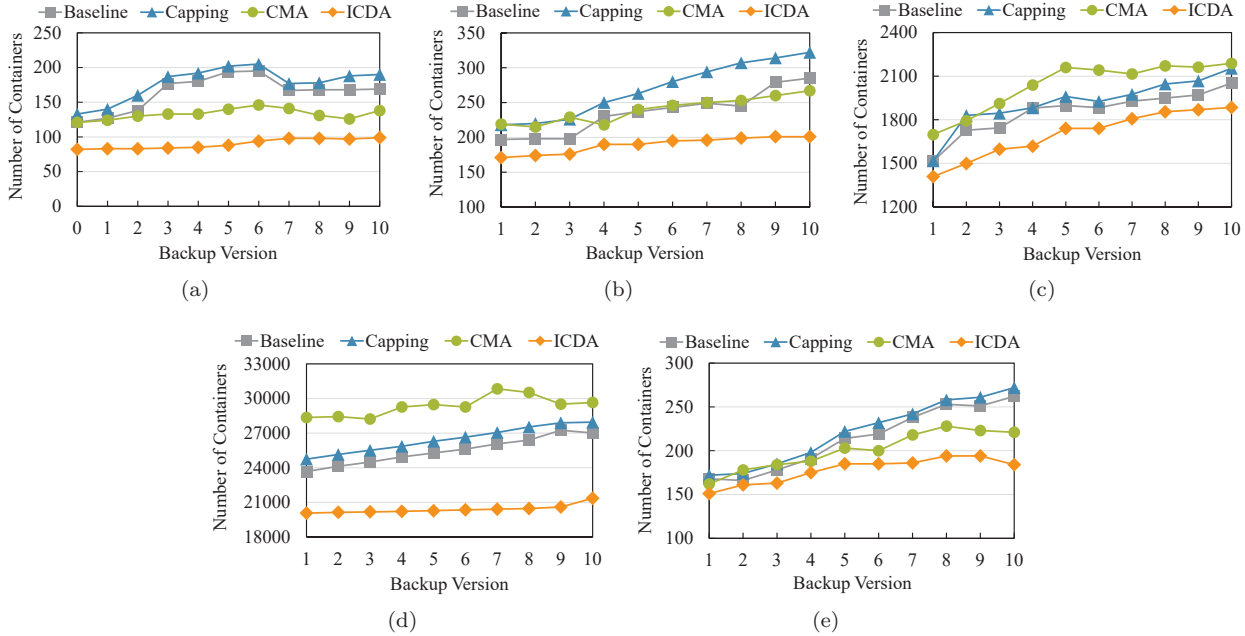 Baseline Capping CMA ICDA
250
200
150
100
50
0
0 1 2 3 4 5 6 7 8 9 10
Number of Containers
Backup Version
(a)
Baseline Capping CMA ICDA
350
300
250
200
150
100
1 2 3 4 5 6 7 8 9 10
Number of Containers
Backup Version
(b)
Baseline Capping CMA ICDA
2400
2100
1800
1500
1200
1 2 3 4 5 6 7 8 9 10
Number of Containers
Backup Version
(c)
Baseline Capping CMA ICDA
33000
30000
27000
24000
21000
18000
1 2 3 4 5 6 7 8 9 10
Number of Containers
Backup Version
(d)
Baseline Capping CMA ICDA
300
250
200
150
100
1 2 3 4 5 6 7 8 9 10
Number of Containers
Backup Version
(e)